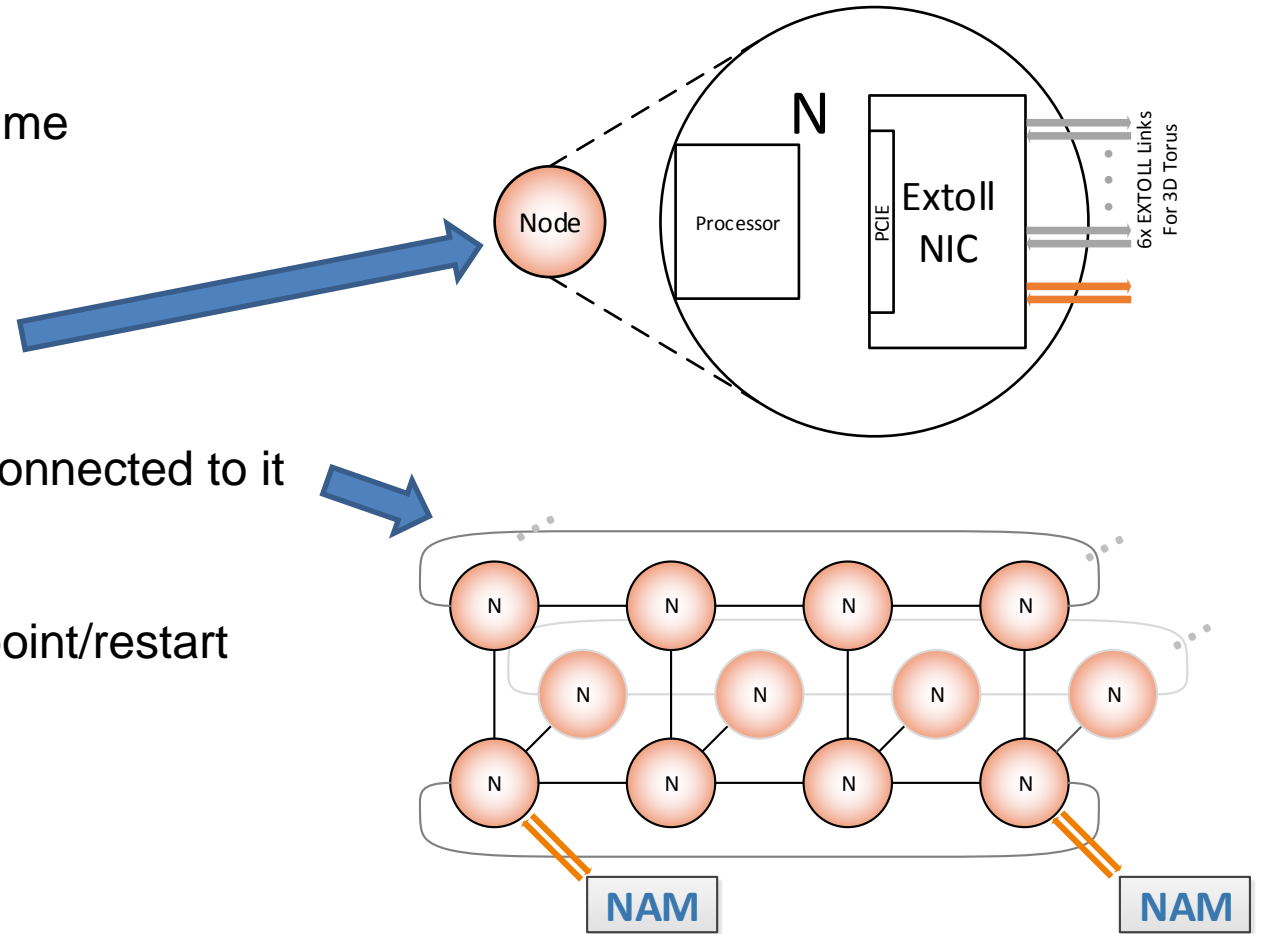 me
N
Node
Processor
PCIE
Extoll
NIC
6x EXTOLL Links
For 3D Torus
onnected to it
N N N N
oint/restart
N N N N
N N N N
NAM NAM